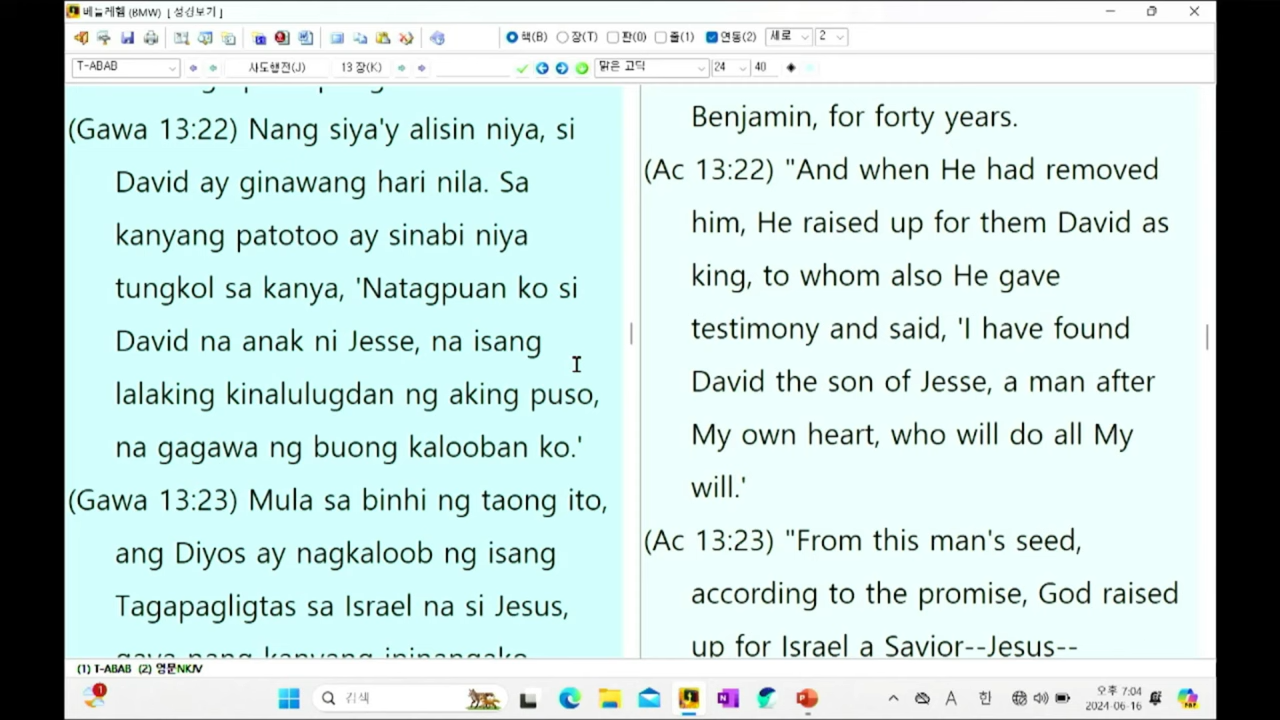 베들레헴 (BMW) [ 성경보기 ]
책(B) 장(T) 판(0) 줄(1) 연동(2) 세로 2
T-ABAB 사도행전(J) 13 장(K) 맑은 고딕 24 40
(Gawa 13:22) Nang siya'y alisin niya, si
David ay ginawang hari nila. Sa
kanyang patotoo ay sinabi niya
tungkol sa kanya, 'Natagpuan ko si
David na anak ni Jesse, na isang
lalaking kinalulugdan ng aking puso,
na gagawa ng buong kalooban ko.'
(Gawa 13:23) Mula sa binhi ng taong ito,
ang Diyos ay nagkaloob ng isang
Tagapagligtas sa Israel na si Jesus,
Benjamin, for forty years.
(Ac 13:22) "And when He had removed
him, He raised up for them David as
king, to whom also He gave
testimony and said, 'I have found
David the son of Jesse, a man after
My own heart, who will do all My
will.'
(Ac 13:23) "From this man's seed,
according to the promise, God raised
up for Israel a Savior--Jesus--
(1) T-ABAB (2) 영문NKJV
1 검색 A 한 오후 7:04
2024-06-16